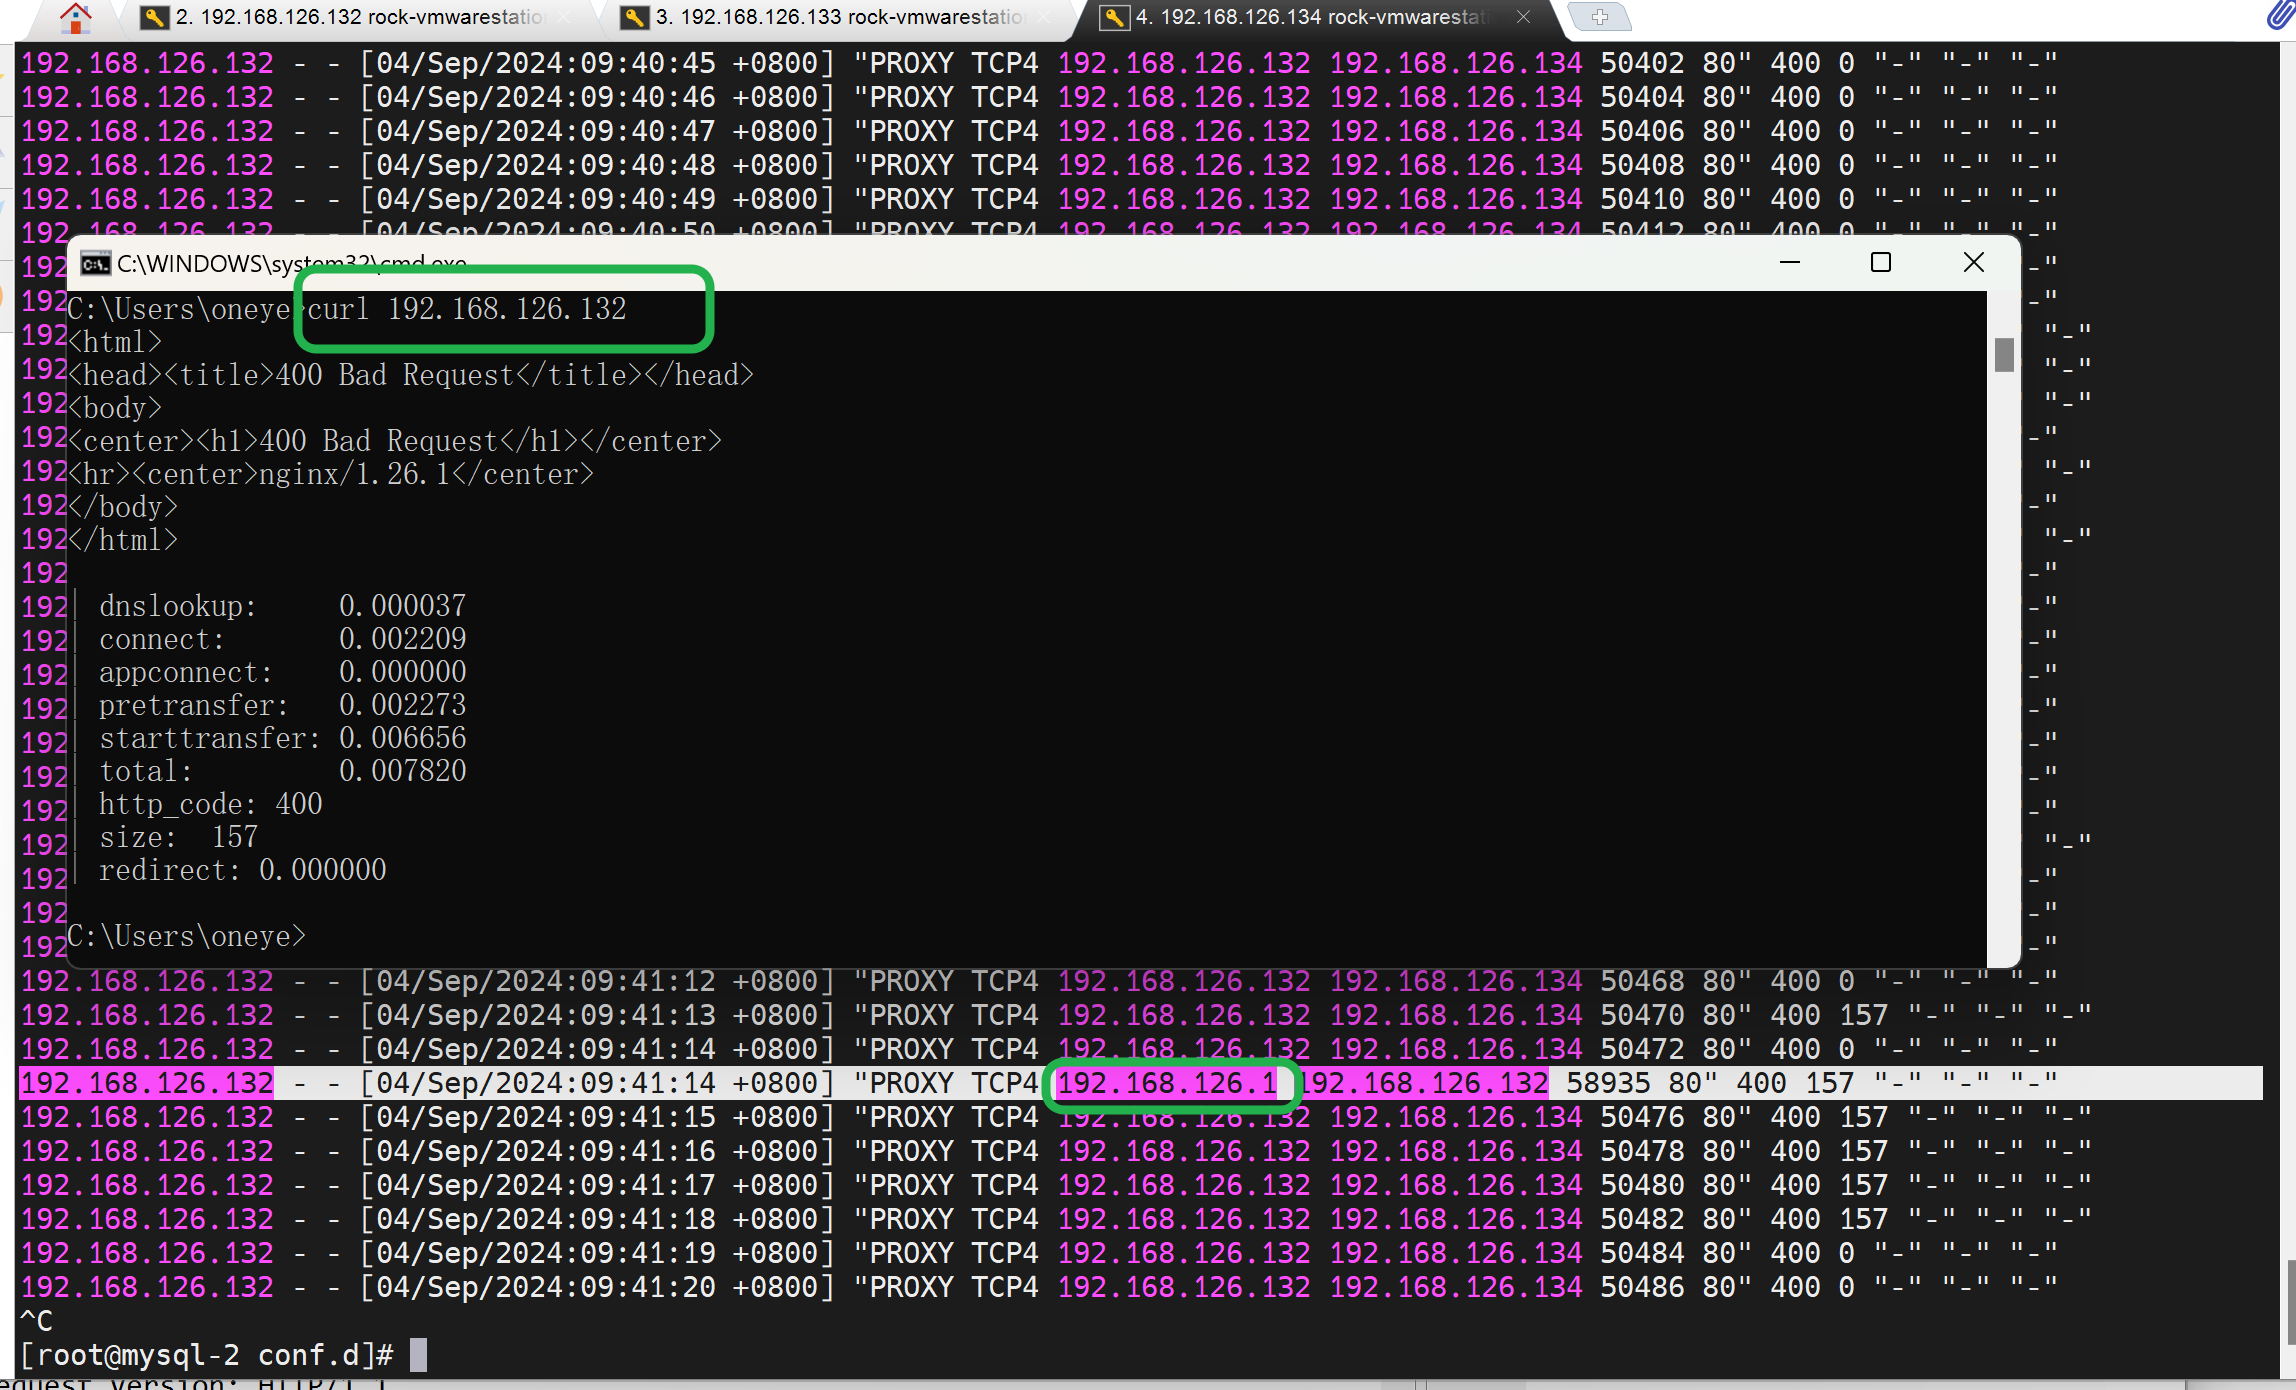 2. 192.168.126.132 rock-vmwarestatio
3. 192.168.126.133 rock-vmwarestatio
4. 192.168.126.134 rock-vmwarestat
192.168.126.132 - - [04/Sep/2024:09:40:45 +0800] "PROXY TCP4 192.168.126.132 192.168.126.134 50402 80" 400 0 "-" "-" "-"
192.168.126.132 - - [04/Sep/2024:09:40:46 +0800] "PROXY TCP4 192.168.126.132 192.168.126.134 50404 80" 400 0 "-" "-" "-"
192.168.126.132 - - [04/Sep/2024:09:40:47 +0800] "PROXY TCP4 192.168.126.132 192.168.126.134 50406 80" 400 0 "-" "-" "-"
192.168.126.132 - - [04/Sep/2024:09:40:48 +0800] "PROXY TCP4 192.168.126.132 192.168.126.134 50408 80" 400 0 "-" "-" "-"
192.168.126.132 - - [04/Sep/2024:09:40:49 +0800] "PROXY TCP4 192.168.126.132 192.168.126.134 50410 80" 400 0 "-" "-" "-"
192.168.126.132 - - [04/Sep/2024:09:40:50 +0800] "PROXY TCP4 192.168.126.132 192.168.126.134 50412 80" 400 0 "-" "-" "-"
C:\WINDOWS\system32\cmd.exe
C:\Users\oneye>curl 192.168.126.132
<html>
<head><title>400 Bad Request</title></head>
<body>
<center><h1>400 Bad Request</h1></center>
<hr><center>nginx/1.26.1</center>
</body>
</html>
dnslookup: 0.000037
connect: 0.002209
appconnect: 0.000000
pretransfer: 0.002273
starttransfer: 0.006656
total: 0.007820
http_code: 400
size: 157
redirect: 0.000000
C:\Users\oneye>
192.168.126.132 - - [04/Sep/2024:09:41:12 +0800] "PROXY TCP4 192.168.126.132 192.168.126.134 50468 80" 400 0 "-" "-" "-"
192.168.126.132 - - [04/Sep/2024:09:41:13 +0800] "PROXY TCP4 192.168.126.132 192.168.126.134 50470 80" 400 157 "-" "-" "-"
192.168.126.132 - - [04/Sep/2024:09:41:14 +0800] "PROXY TCP4 192.168.126.132 192.168.126.134 50472 80" 400 0 "-" "-" "-"
192.168.126.132 - - [04/Sep/2024:09:41:14 +0800] "PROXY TCP4 192.168.126.1 192.168.126.132 58935 80" 400 157 "-" "-" "-"
192.168.126.132 - - [04/Sep/2024:09:41:15 +0800] "PROXY TCP4 192.168.126.132 192.168.126.134 50476 80" 400 157 "-" "-" "-"
192.168.126.132 - - [04/Sep/2024:09:41:16 +0800] "PROXY TCP4 192.168.126.132 192.168.126.134 50478 80" 400 157 "-" "-" "-"
192.168.126.132 - - [04/Sep/2024:09:41:17 +0800] "PROXY TCP4 192.168.126.132 192.168.126.134 50480 80" 400 157 "-" "-" "-"
192.168.126.132 - - [04/Sep/2024:09:41:18 +0800] "PROXY TCP4 192.168.126.132 192.168.126.134 50482 80" 400 157 "-" "-" "-"
192.168.126.132 - - [04/Sep/2024:09:41:19 +0800] "PROXY TCP4 192.168.126.132 192.168.126.134 50484 80" 400 0 "-" "-" "-"
192.168.126.132 - - [04/Sep/2024:09:41:20 +0800] "PROXY TCP4 192.168.126.132 192.168.126.134 50486 80" 400 0 "-" "-" "-"
^C
[root@mysql-2 conf.d]#